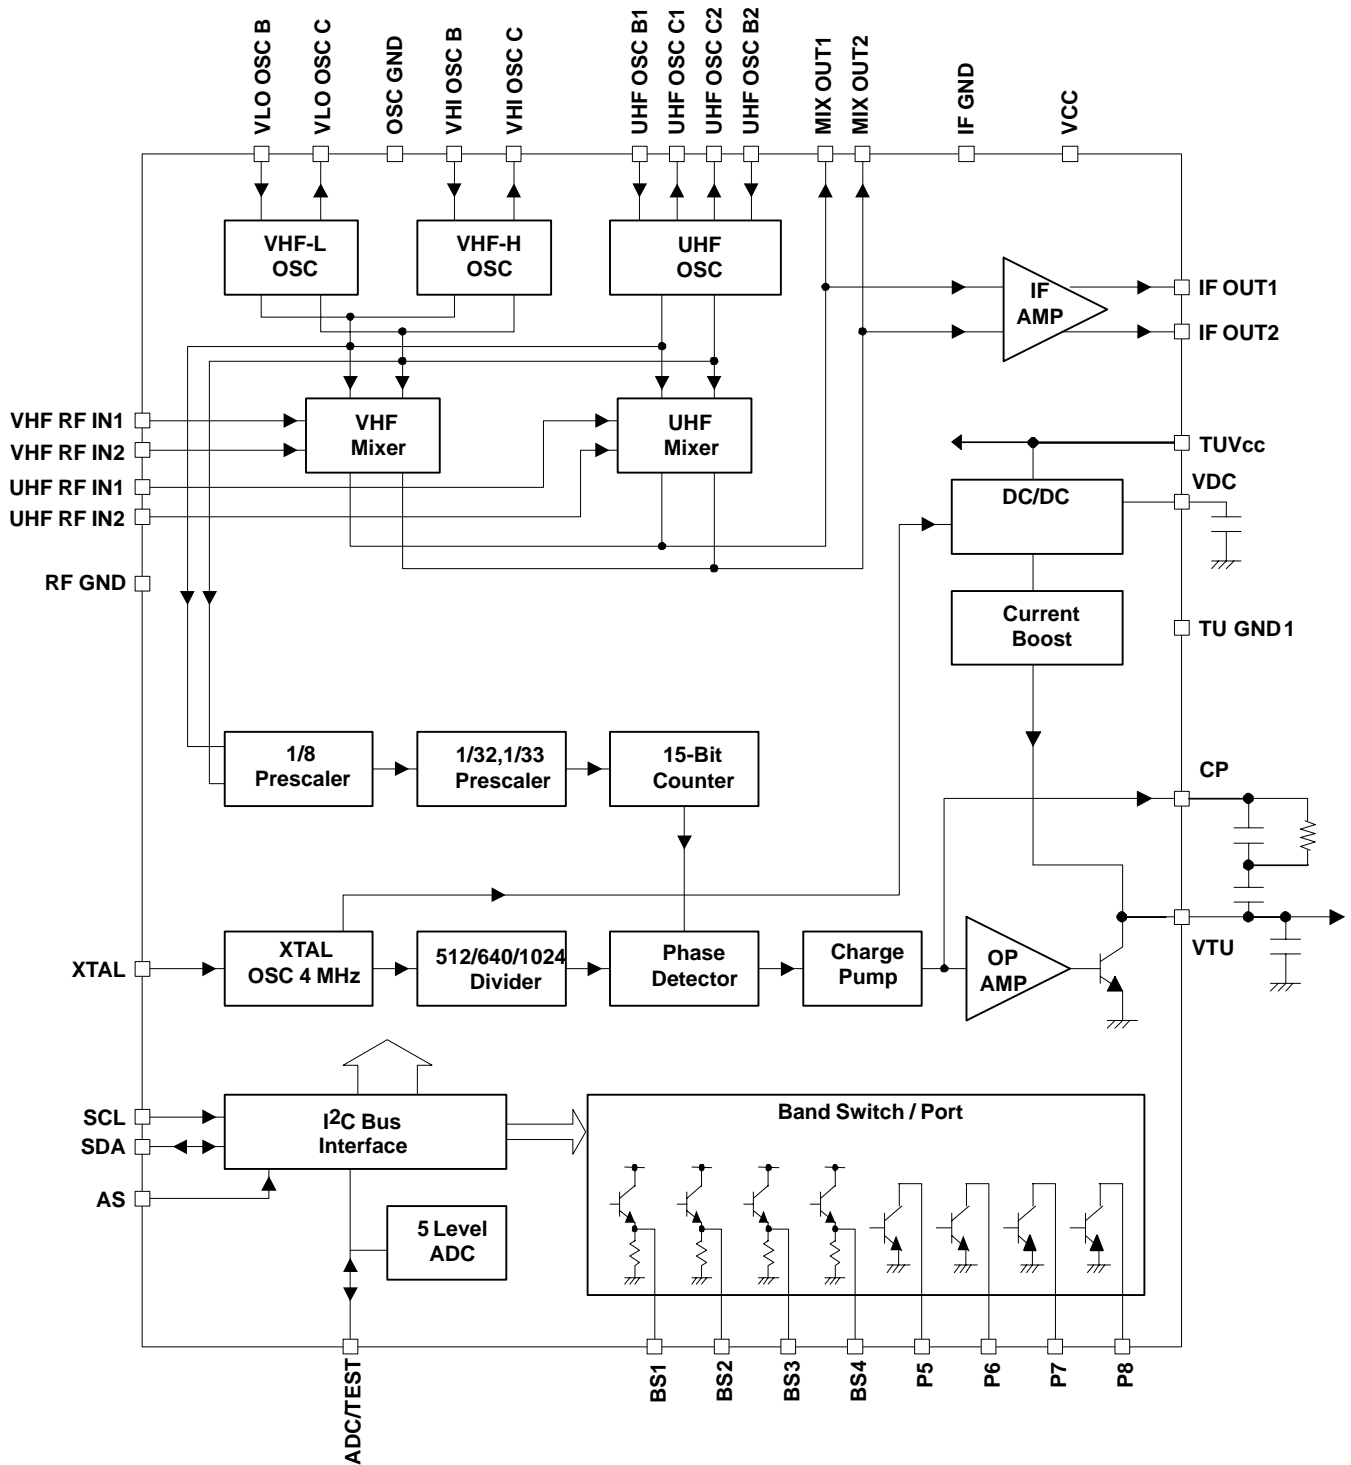 VLO OSC B
VLO OSC C
OSC GND
VHI OSC B
VHI OSC C
UHF OSC B1
UHF OSC C1
UHF OSC C2
UHF OSC B2
MIX OUT1
MIX OUT2
IF GND
VCC
VHF-L
OSC
VHF-H
OSC
UHF
OSC
IF
AMP
IF OUT1
IF OUT2
VHF RF IN1
VHF RF IN2
UHF RF IN1
UHF RF IN2
RF GND
VHF
Mixer
UHF
Mixer
TUVcc
VDC
DC/DC
Current
Boost
TU GND1
1/8
Prescaler
1/32,1/33
Prescaler
15-Bit
Counter
CP
XTAL
XTAL
OSC 4 MHz
512/640/1024
Divider
Phase
Detector
Charge
Pump
OP
AMP
VTU
SCL
SDA
AS
I2C Bus
Interface
5 Level
ADC
Band Switch / Port
ADC/TEST
BS1
BS2
BS3
BS4
P5
P6
P7
P8